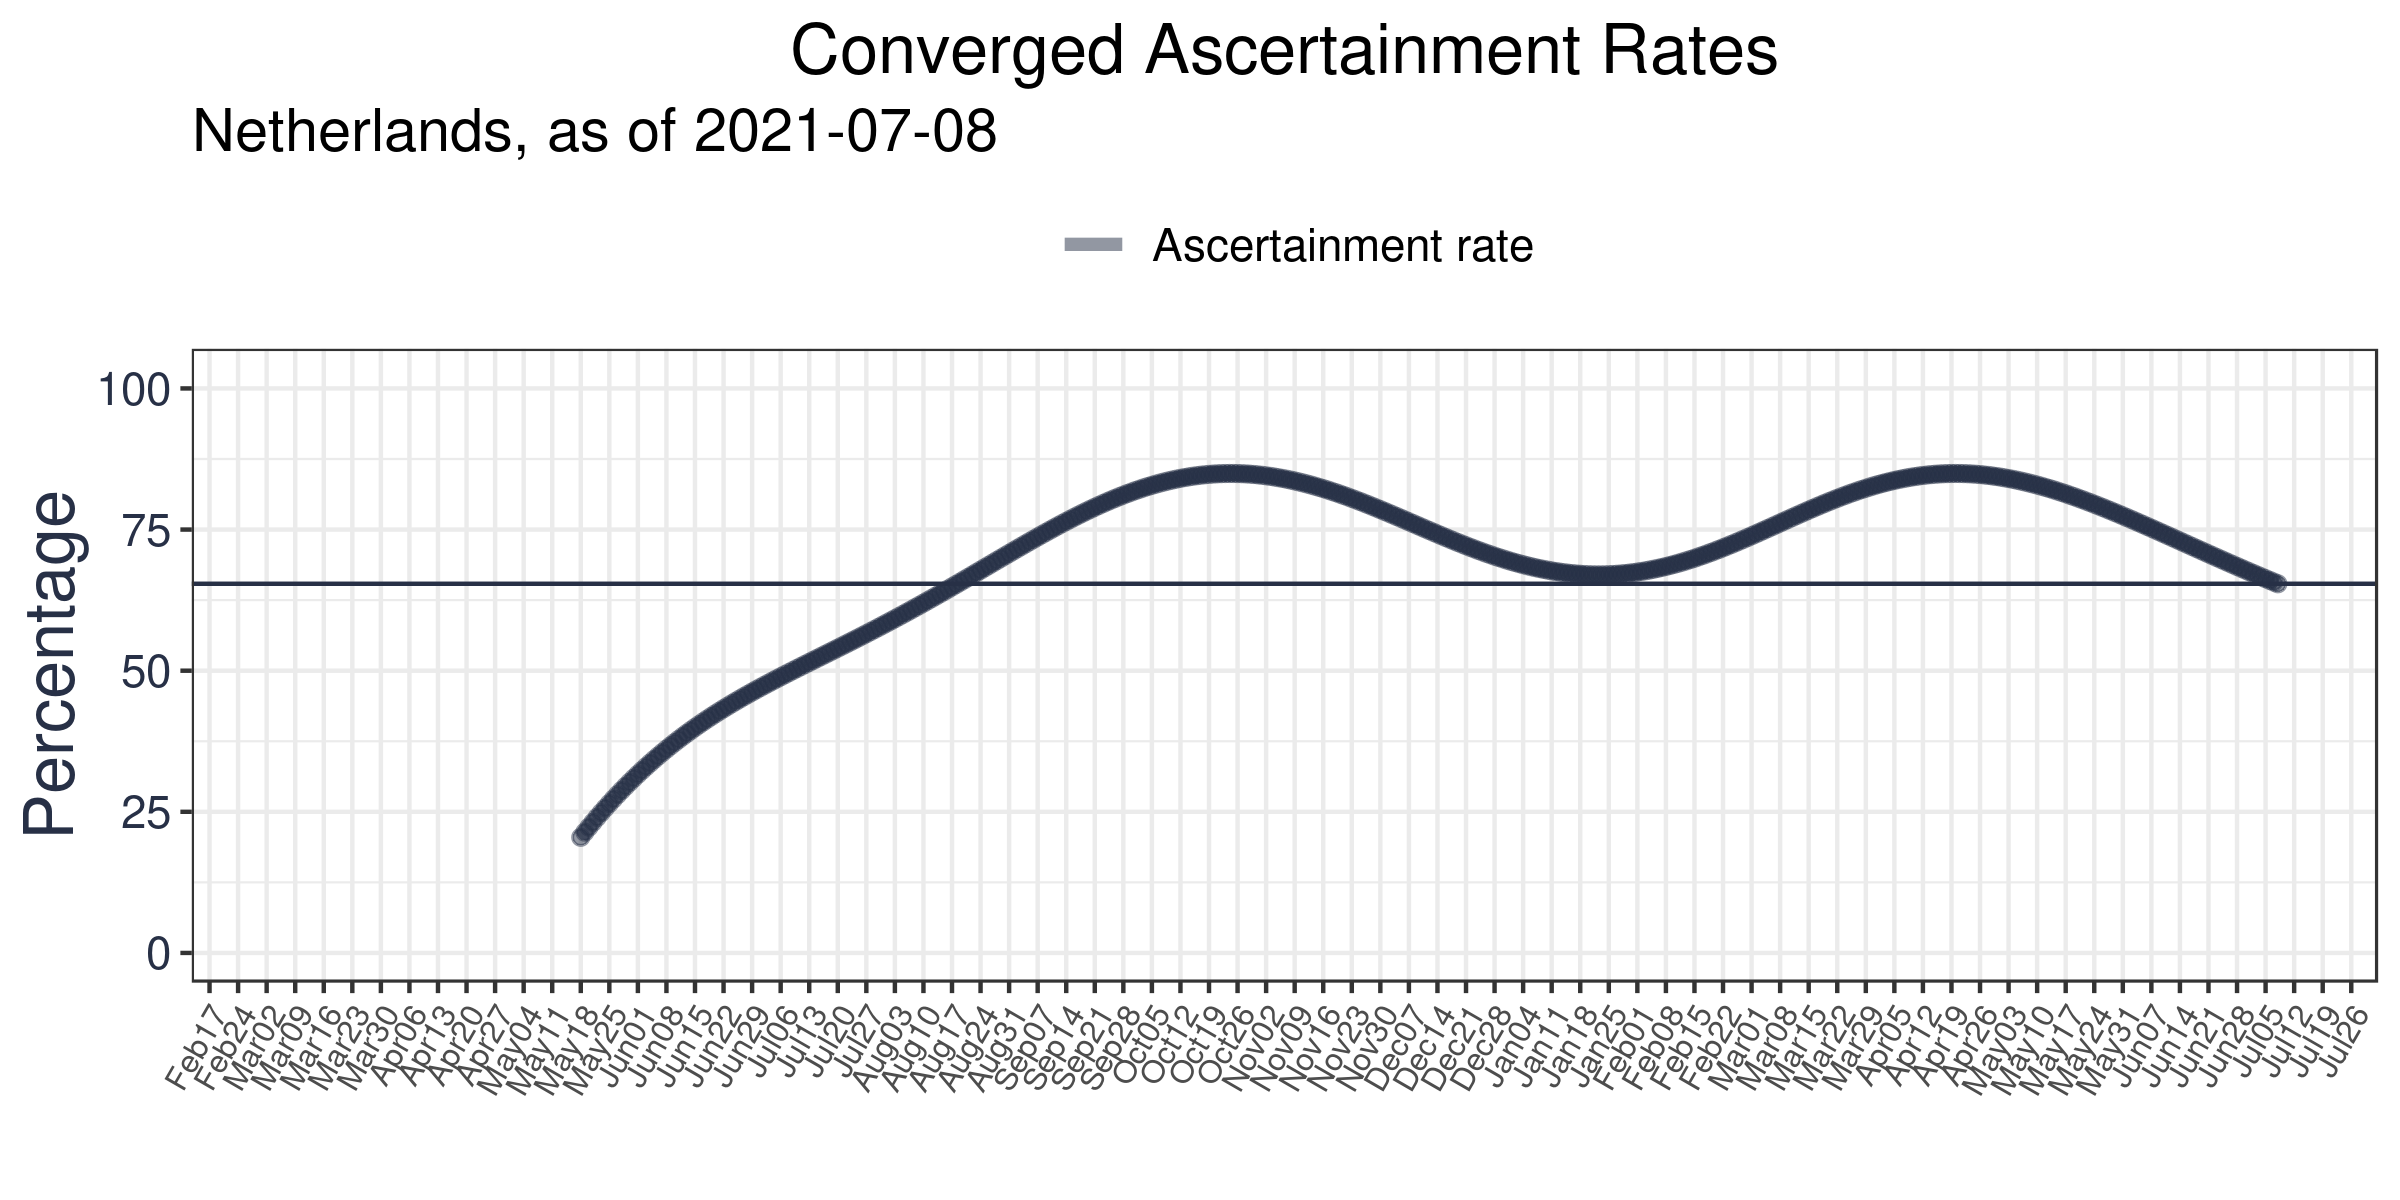 Converged Ascertainment Rates
Netherlands, as of 2021-07-08
Ascertainment rate
Percentage
100
75
50
25
0
Feb17 Feb24 Mar02 Mar09 Mar16 Mar23 Mar30 Apr06 Apr13 Apr20 Apr27 May04 May11 May18 May25 Jun01 Jun08 Jun15 Jun22 Jun29 Jul06 Jul13 Jul20 Jul27 Aug03 Aug10 Aug17 Aug24 Aug31 Sep07 Sep14 Sep21 Sep28 Oct05 Oct12 Oct19 Oct26 Nov02 Nov09 Nov16 Nov23 Nov30 Dec07 Dec14 Dec21 Dec28 Jan04 Jan11 Jan18 Jan25 Feb01 Feb08 Feb15 Feb22 Mar01 Mar08 Mar15 Mar22 Mar29 Apr05 Apr12 Apr19 Apr26 May03 May10 May17 May24 May31 Jun07 Jun14 Jun21 Jun28 Jul05 Jul12 Jul19 Jul26